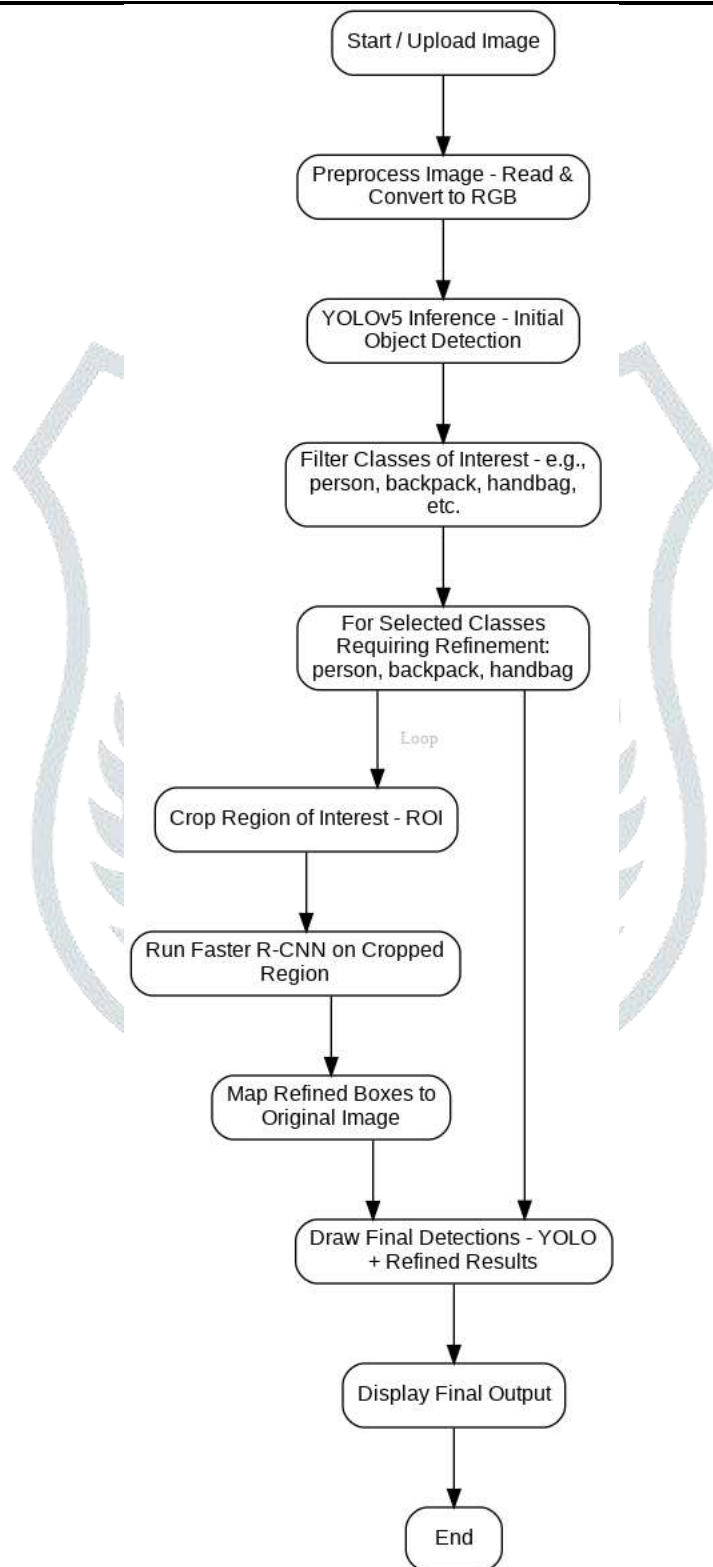 Start / Upload Image
Preprocess Image - Read &
Convert to RGB
YOLOv5 Inference - Initial
Object Detection
Filter Classes of Interest - e.g.,
person, backpack, handbag,
etc.
For Selected Classes
Requiring Refinement:
person, backpack, handbag
Loop
Crop Region of Interest - ROI
Run Faster R-CNN on Cropped
Region
Map Refined Boxes to
Original Image
Draw Final Detections - YOLO
+ Refined Results
Display Final Output
End